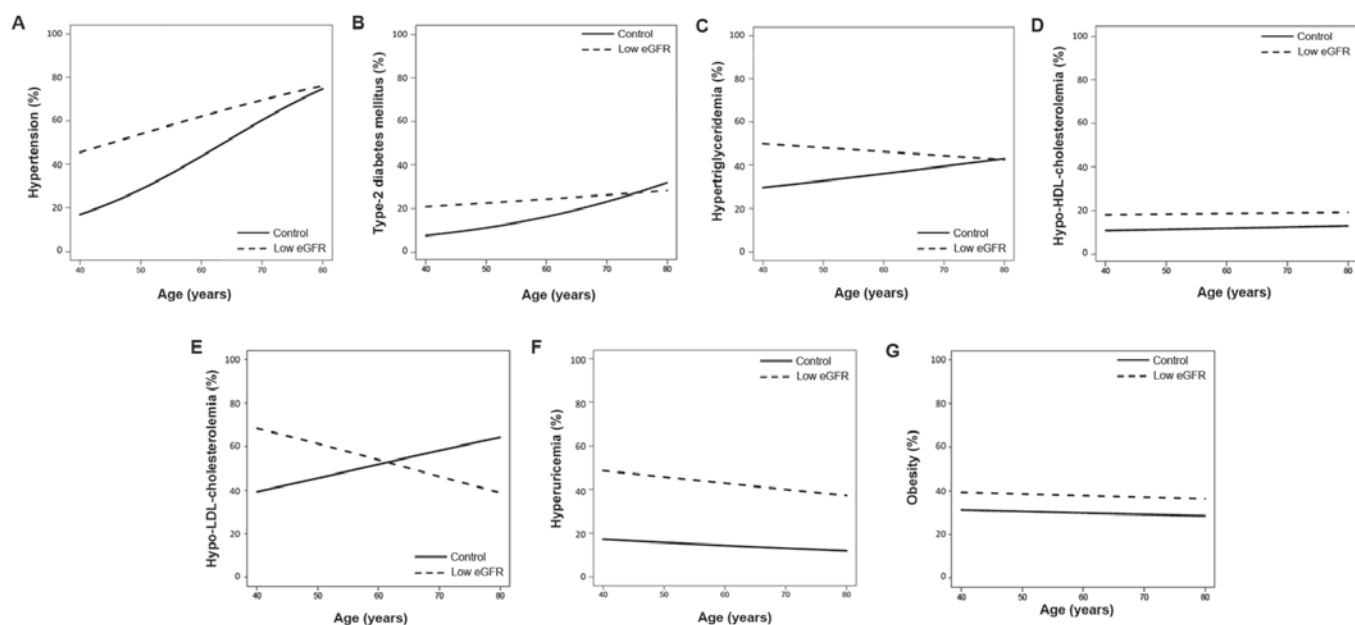 A
Hypertension (%)
100
80
60
40
20
0
40 50 60 70 80
Age (years)
Control
Low eGFR
B
Type-2 diabetes mellitus (%)
100
80
60
40
20
0
40 50 60 70 80
Age (years)
Control
Low eGFR
C
Hypertriglyceridemia (%)
100
80
60
40
20
0
40 50 60 70 80
Age (years)
Control
Low eGFR
D
Hypo-HDL-cholesterolemia (%)
100
80
60
40
20
0
40 50 60 70 80
Age (years)
Control
Low eGFR
E
Hypo-LDL-cholesterolemia (%)
100
80
60
40
20
0
40 50 60 70 80
Age (years)
Control
Low eGFR
F
Hyperuricemia (%)
100
80
60
40
20
0
40 50 60 70 80
Age (years)
Control
Low eGFR
G
Obesity (%)
100
80
60
40
20
0
40 50 60 70 80
Age (years)
Control
Low eGFR